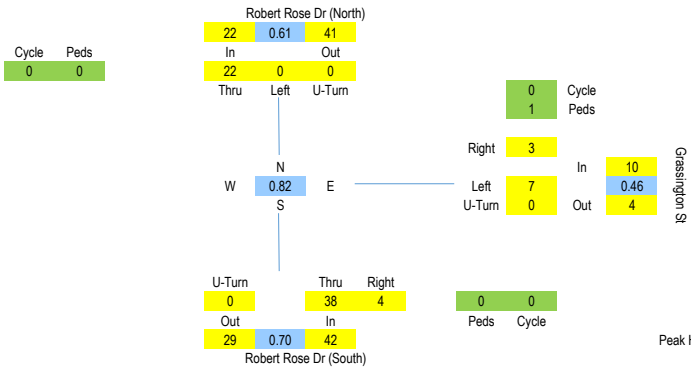 Robert Rose Dr (North)
22 0.61 41
Cycle Peds In Out
0 0 22 0 0
Thru Left U-Turn
0 Cycle
1 Peds
Right 3
In 10
N
W 0.82 E
S
Left 7 0.46
U-Turn 0 Out 4
Grassington St
U-Turn Thru Right
0 38 4 0 0
Out In Peds Cycle
29 0.70 42
Peak H
Robert Rose Dr (South)